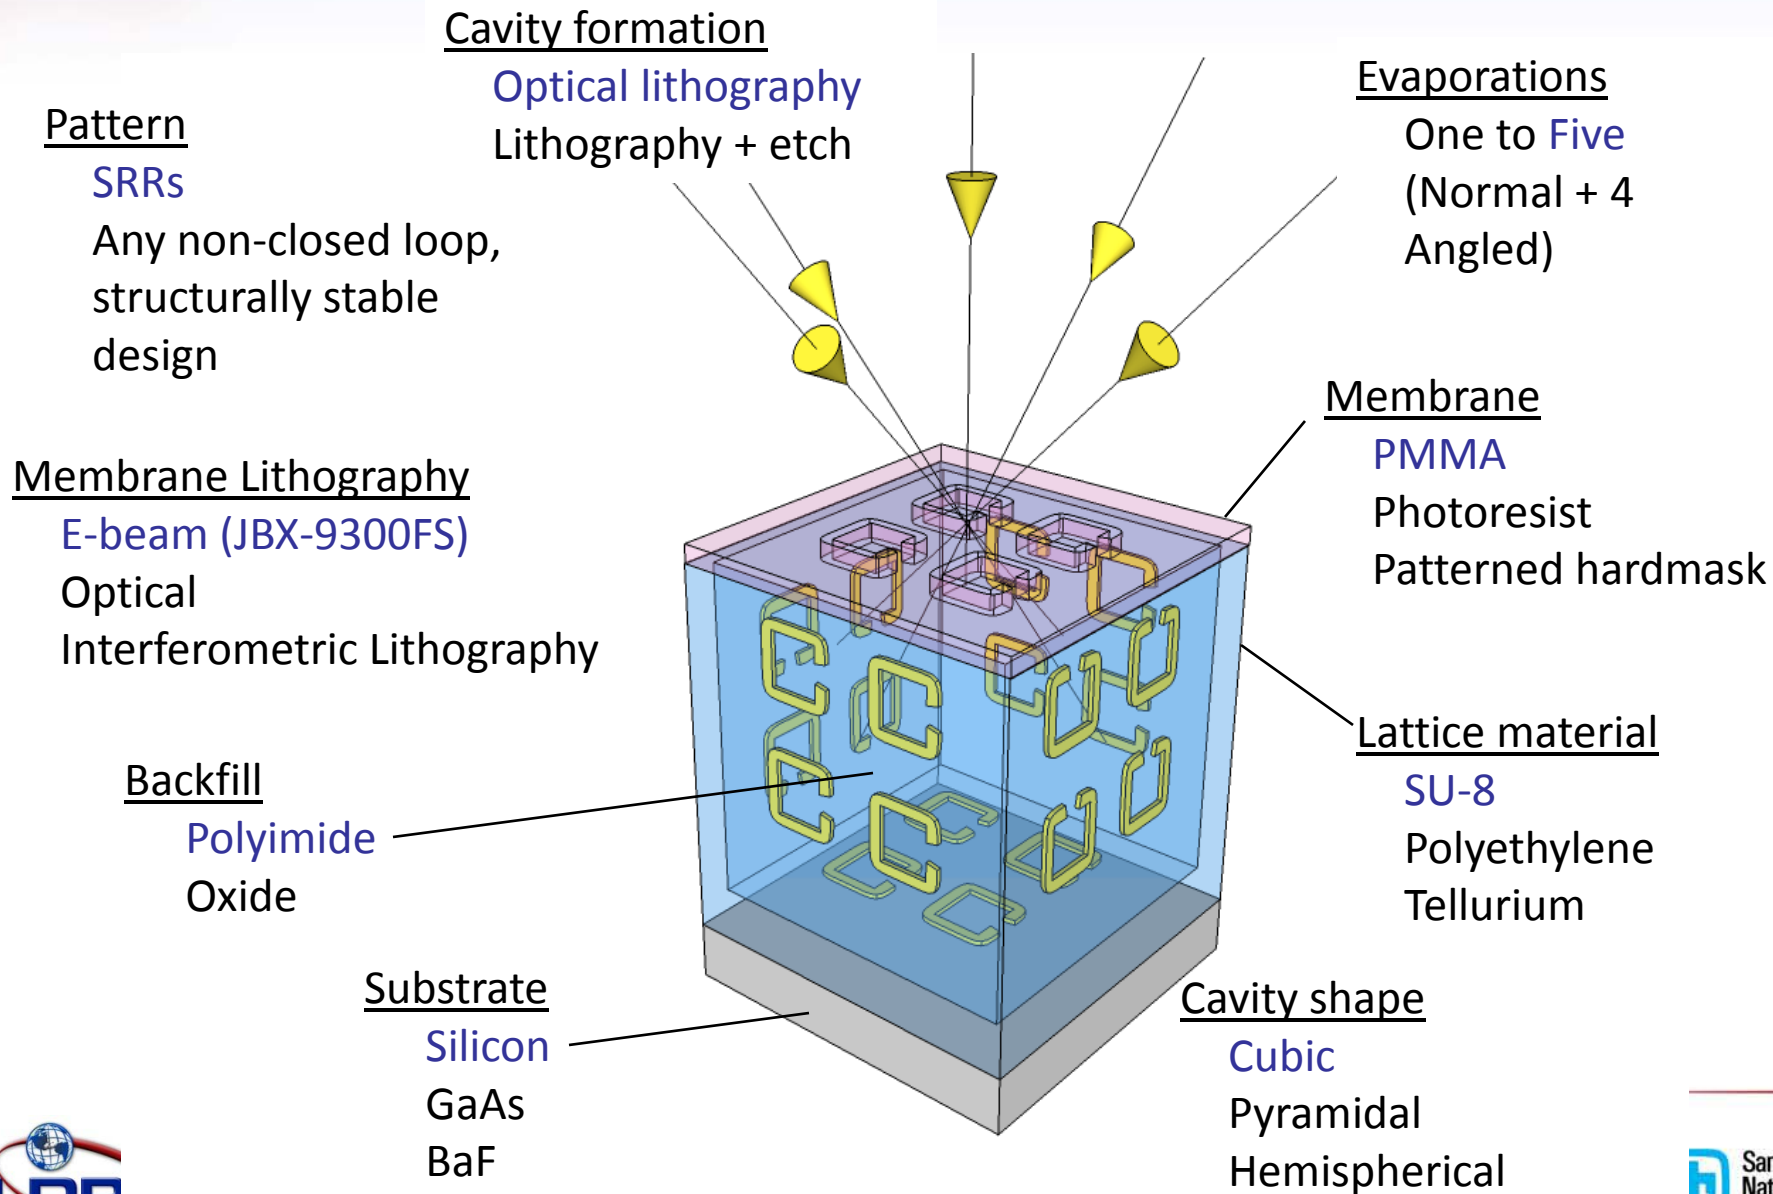 Cavity formation
Optical lithography
Lithography + etch
Pattern
SRRs
Any non-closed loop,
structurally stable
design
Evaporations
One to Five
(Normal + 4
Angled)
Membrane
PMMA
Photoresist
Patterned hardmask
Membrane Lithography
E-beam (JBX-9300FS)
Optical
Interferometric Lithography
Lattice material
SU-8
Polyethylene
Tellurium
Backfill
Polyimide
Oxide
Substrate
Silicon
GaAs
BaF
Cavity shape
Cubic
Pyramidal
Hemispherical